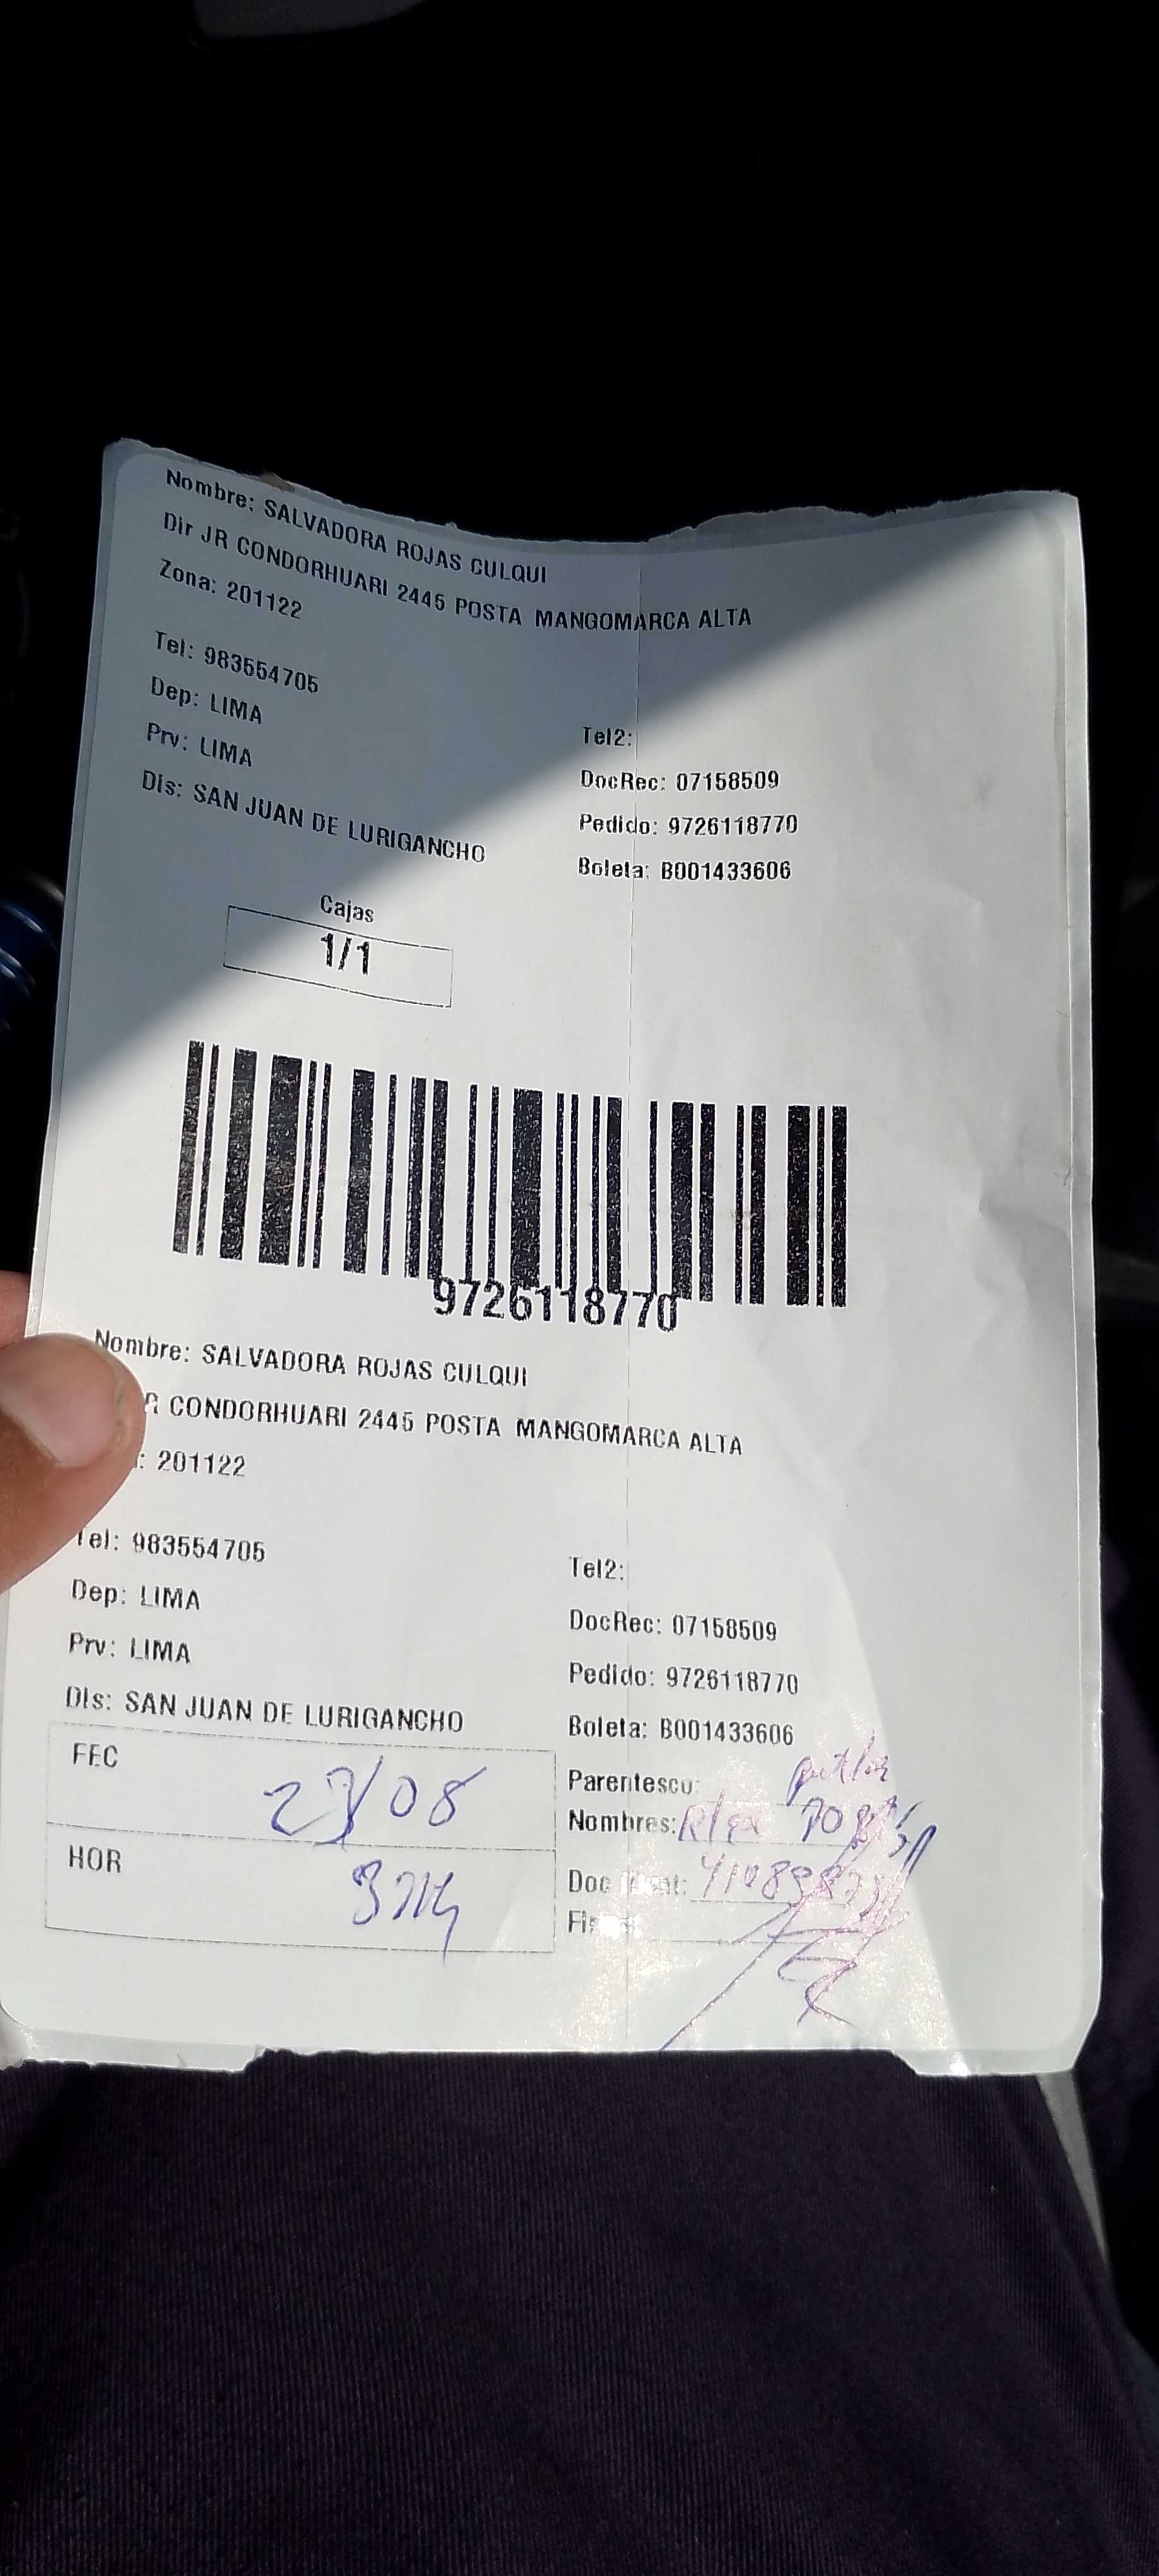 Nombre: SALVADORA ROJAS CULQUI
Dir JR CONDORHUARI 2445 POSTA MANGOMARCA ALTA
Zona: 201122
Tel: 983554705
Dep: LIMA
Prv: LIMA
Dis: SAN JUAN DE LURIGANCHO
Tel2:
DocRec: 07158509
Pedido: 9726118770
Boleta: B001433606
Cajas
1/1
9726118770
Nombre: SALVADORA ROJAS CULQUI
R CONDORHUARI 2445 POSTA MANGOMARCA ALTA
: 201122
Tel: 983554705
Dep: LIMA
Prv: LIMA
Dis: SAN JUAN DE LURIGANCHO
Tel2:
DocRec: 07158509
Pedido: 9726118770
Boleta: B001433606
FEC 27/08
HOR
Parentesco:
Nombres:
Doc